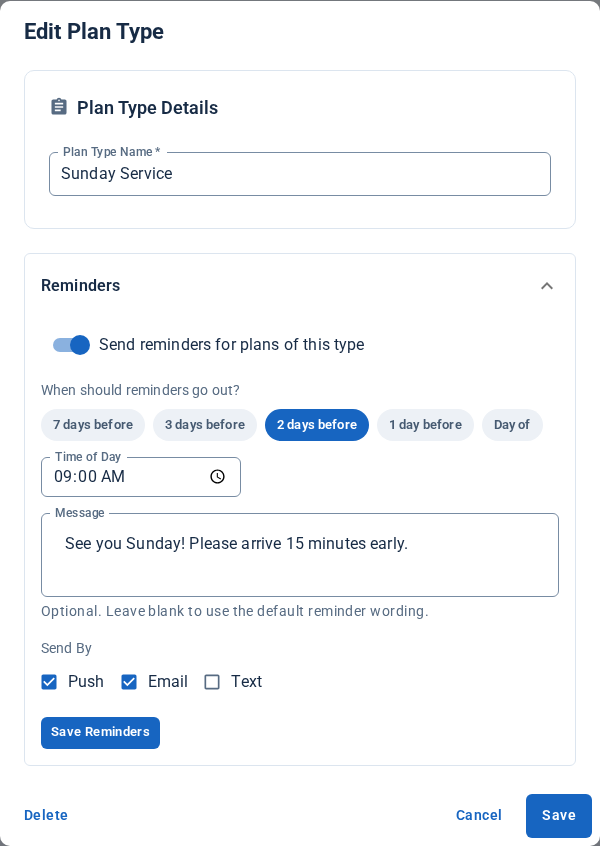 Edit Plan Type
Plan Type Details
Plan Type Name *
Sunday Service
Reminders
Send reminders for plans of this type
When should reminders go out?
7 days before 3 days before 2 days before 1 day before Day of
Time of Day
09:00 AM
Message
See you Sunday! Please arrive 15 minutes early.
Optional. Leave blank to use the default reminder wording.
Send By
Push Email Text
Save Reminders
Delete Cancel Save